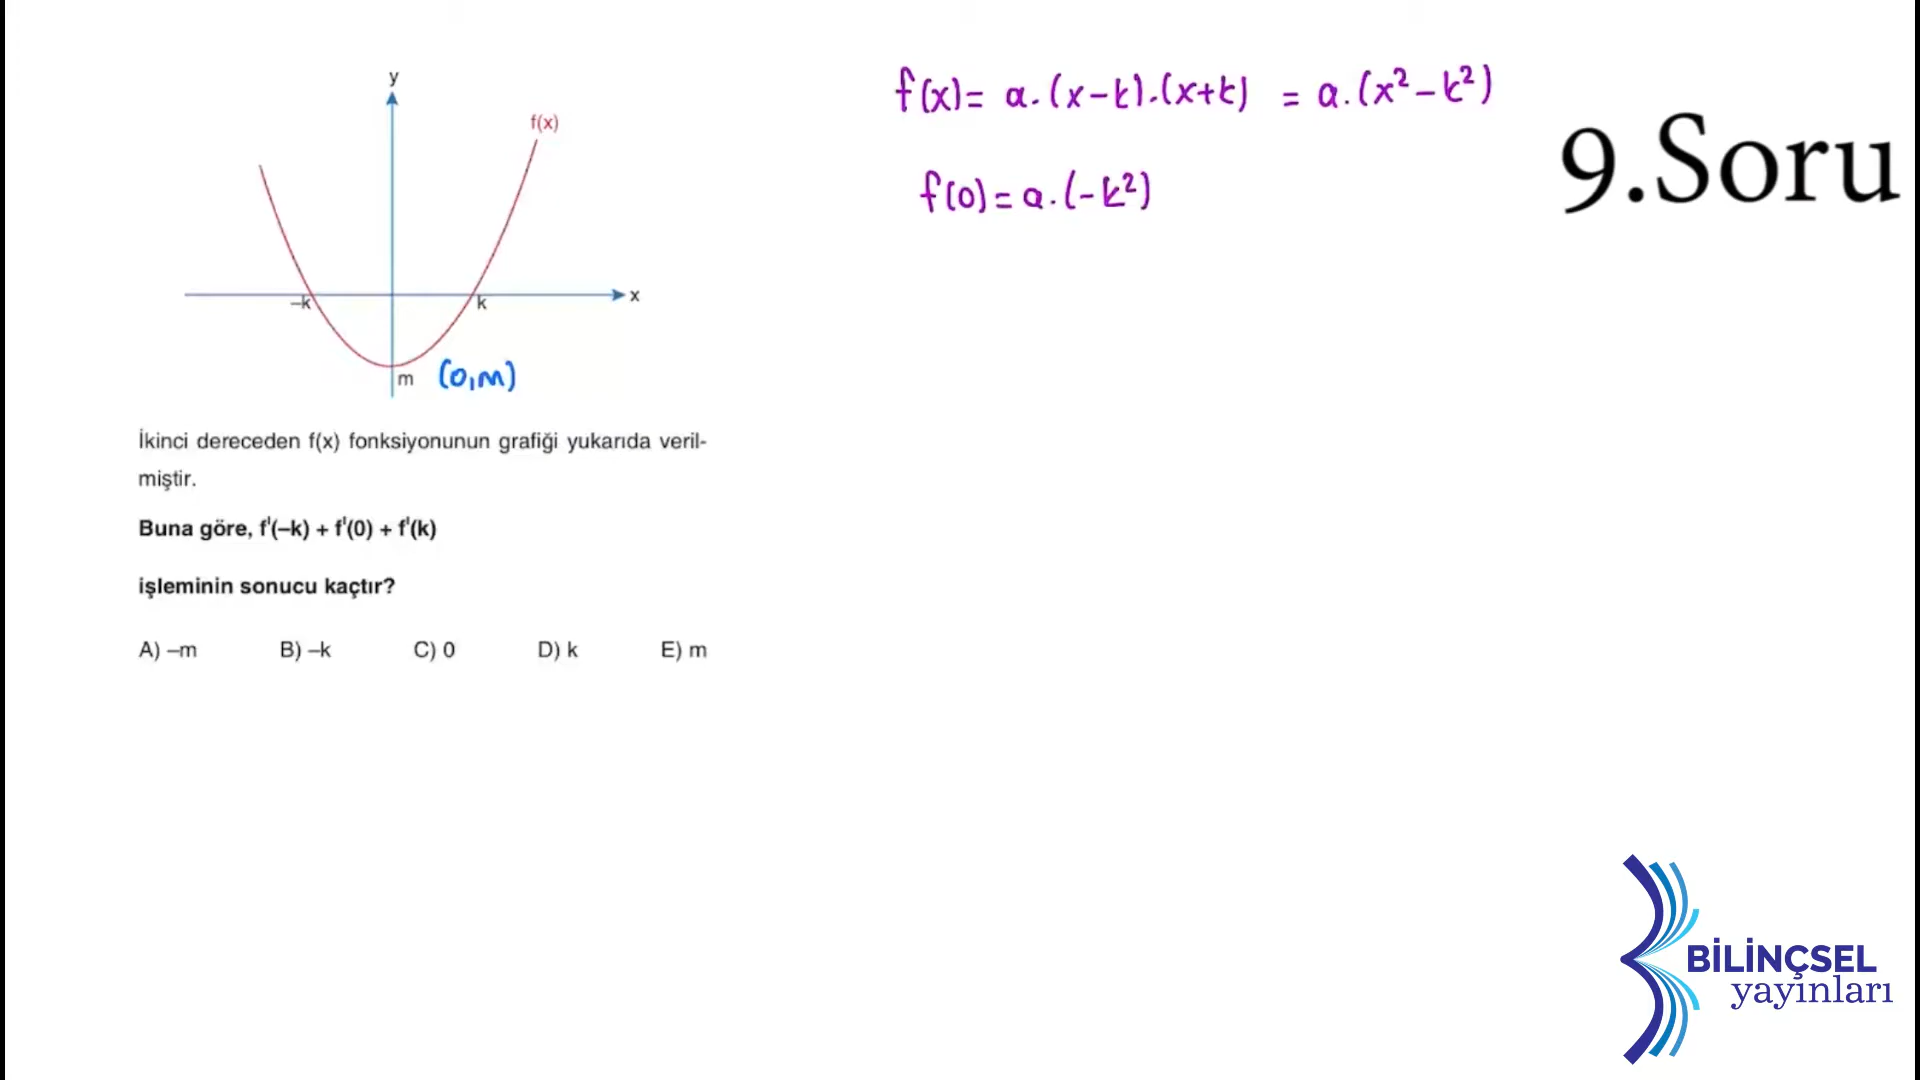 y
f(x)
–k
k
x
m
(0,m)
f(x)= a.(x-k).(x+k) = a.(x²-k²)
f(0)= a.(-k²)
9.Soru
İkinci dereceden f(x) fonksiyonunun grafiği yukarıda veril-
miştir.
Buna göre, f'(–k) + f'(0) + f'(k)
işleminin sonucu kaçtır?
A) –m B) –k C) 0 D) k E) m
BİLİNÇSEL
yayınları